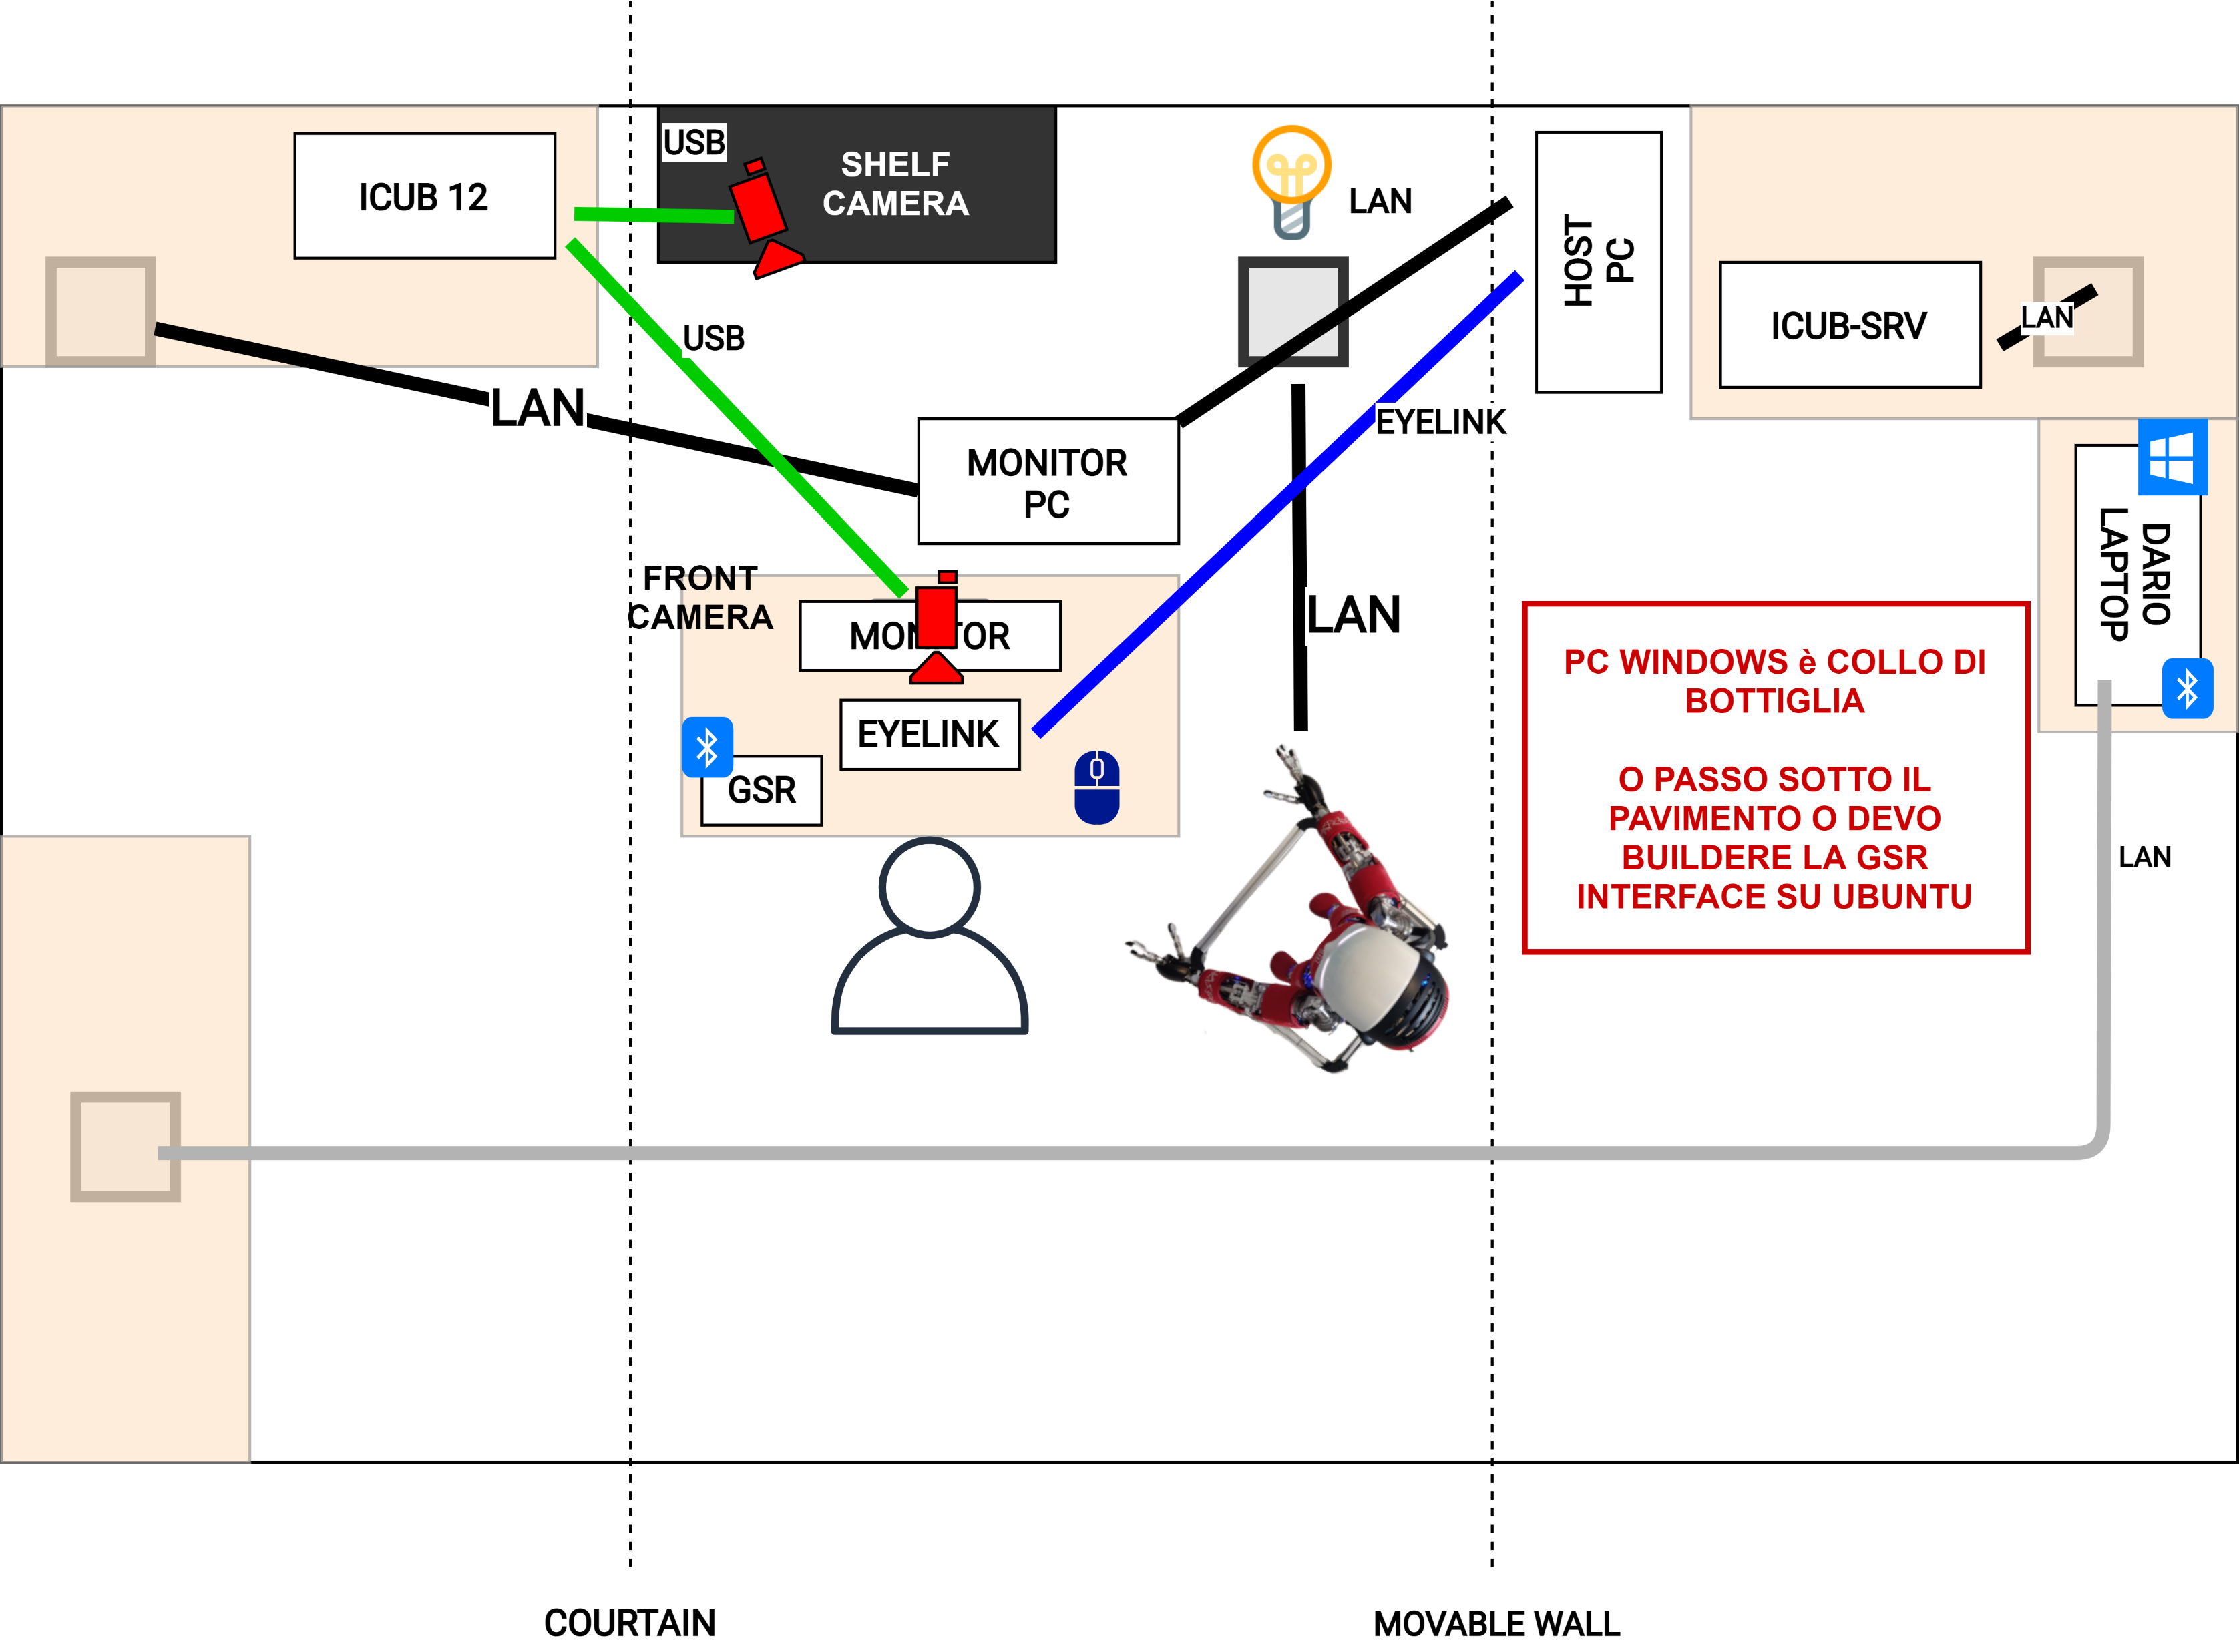 USB
SHELF
CAMERA
ICUB 12
LAN
HOST
PC
ICUB-SRV
LAN
USB
LAN
EYELINK
MONITOR
PC
DARIO
LAPTOP
FRONT
CAMERA
MONITOR
LAN
EYELINK
GSR
PC WINDOWS è COLLO DI
BOTTIGLIA
O PASSO SOTTO IL
PAVIMENTO O DEVO
BUILDERE LA GSR
INTERFACE SU UBUNTU
LAN
COURTAIN
MOVABLE WALL